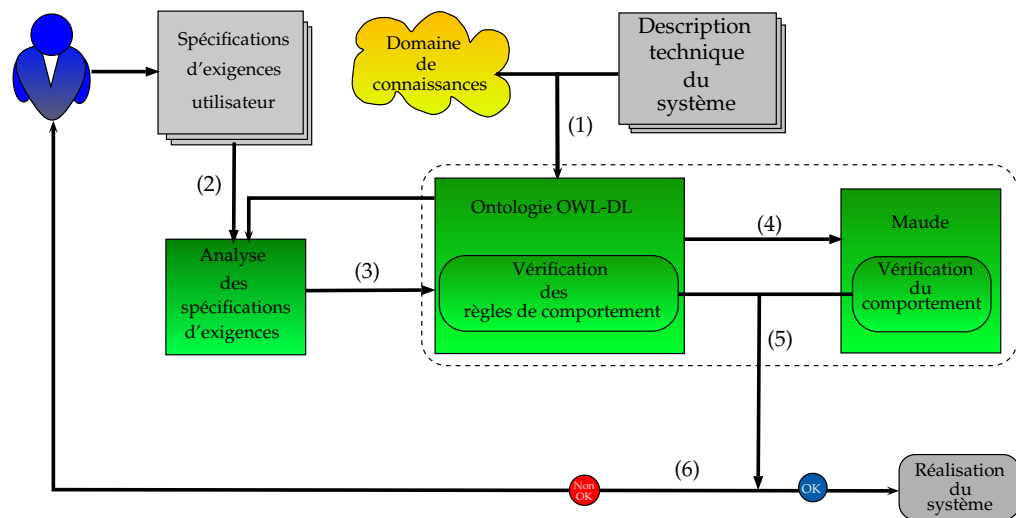 Spécifications
d'exigences
utilisateur
Domaine
de
connaissances
Description
technique
du
système
(1)
(2)
Ontologie OWL-DL
(4)
Maude
Analyse
des
spécifications
d'exigences
(3)
Vérification
des
règles de comportement
Vérification
du
comportement
(5)
(6)
Non
OK
OK
Réalisation
du
système